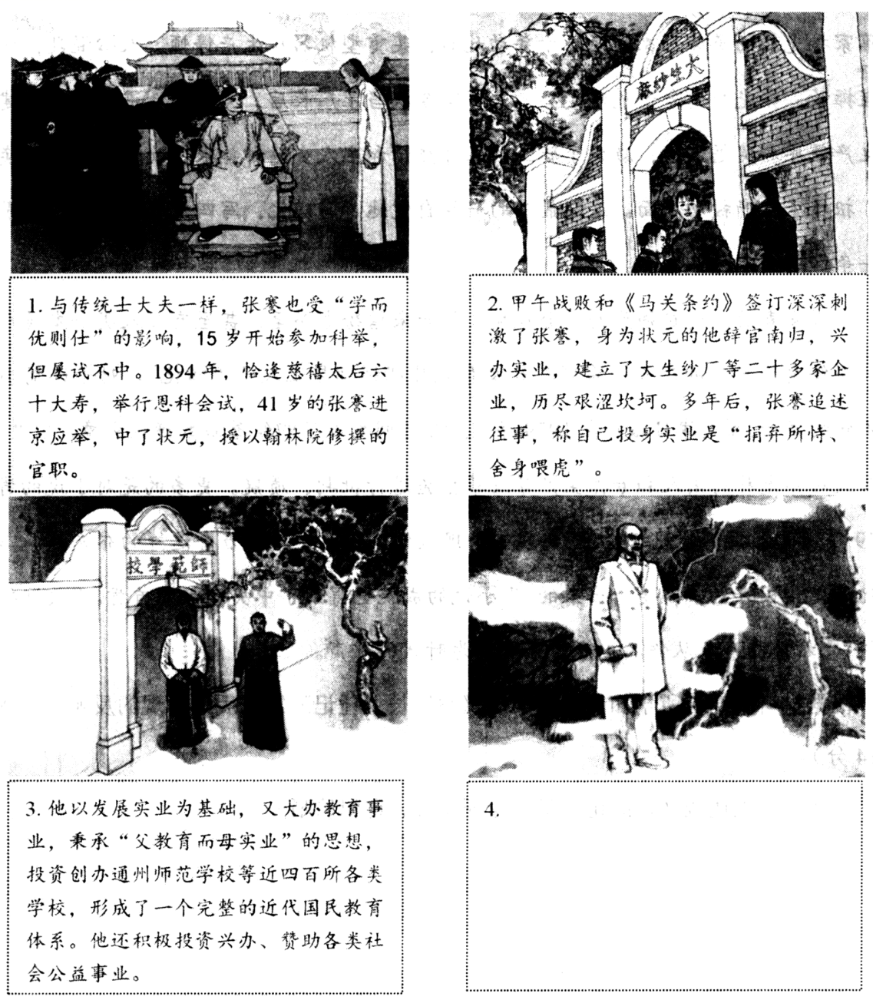 大生纱厂
1. 与传统士大夫一样，张謇也受“学而
优则仕”的影响，15 岁开始参加科举，
但屡试不中。1894 年，恰逢慈禧太后六
十大寿，举行恩科会试，41 岁的张謇进
京应举，中了状元，授以翰林院修撰的
官职。
2. 甲午战败和《马关条约》签订深深刺
激了张謇，身为状元的他辞官南归，兴
办实业，建立了大生纱厂等二十多家企
业，历尽艰涩坎坷。多年后，张謇追述
往事，称自己投身实业是“捐弃所恃、
舍身喂虎”。
師范學校
3. 他以发展实业为基础，又大办教育事
业，秉承“父教育而母实业”的思想，
投资创办通州师范学校等近四百所各类
学校，形成了一个完整的近代国民教育
体系。他还积极投资兴办、赞助各类社
会公益事业。
4.